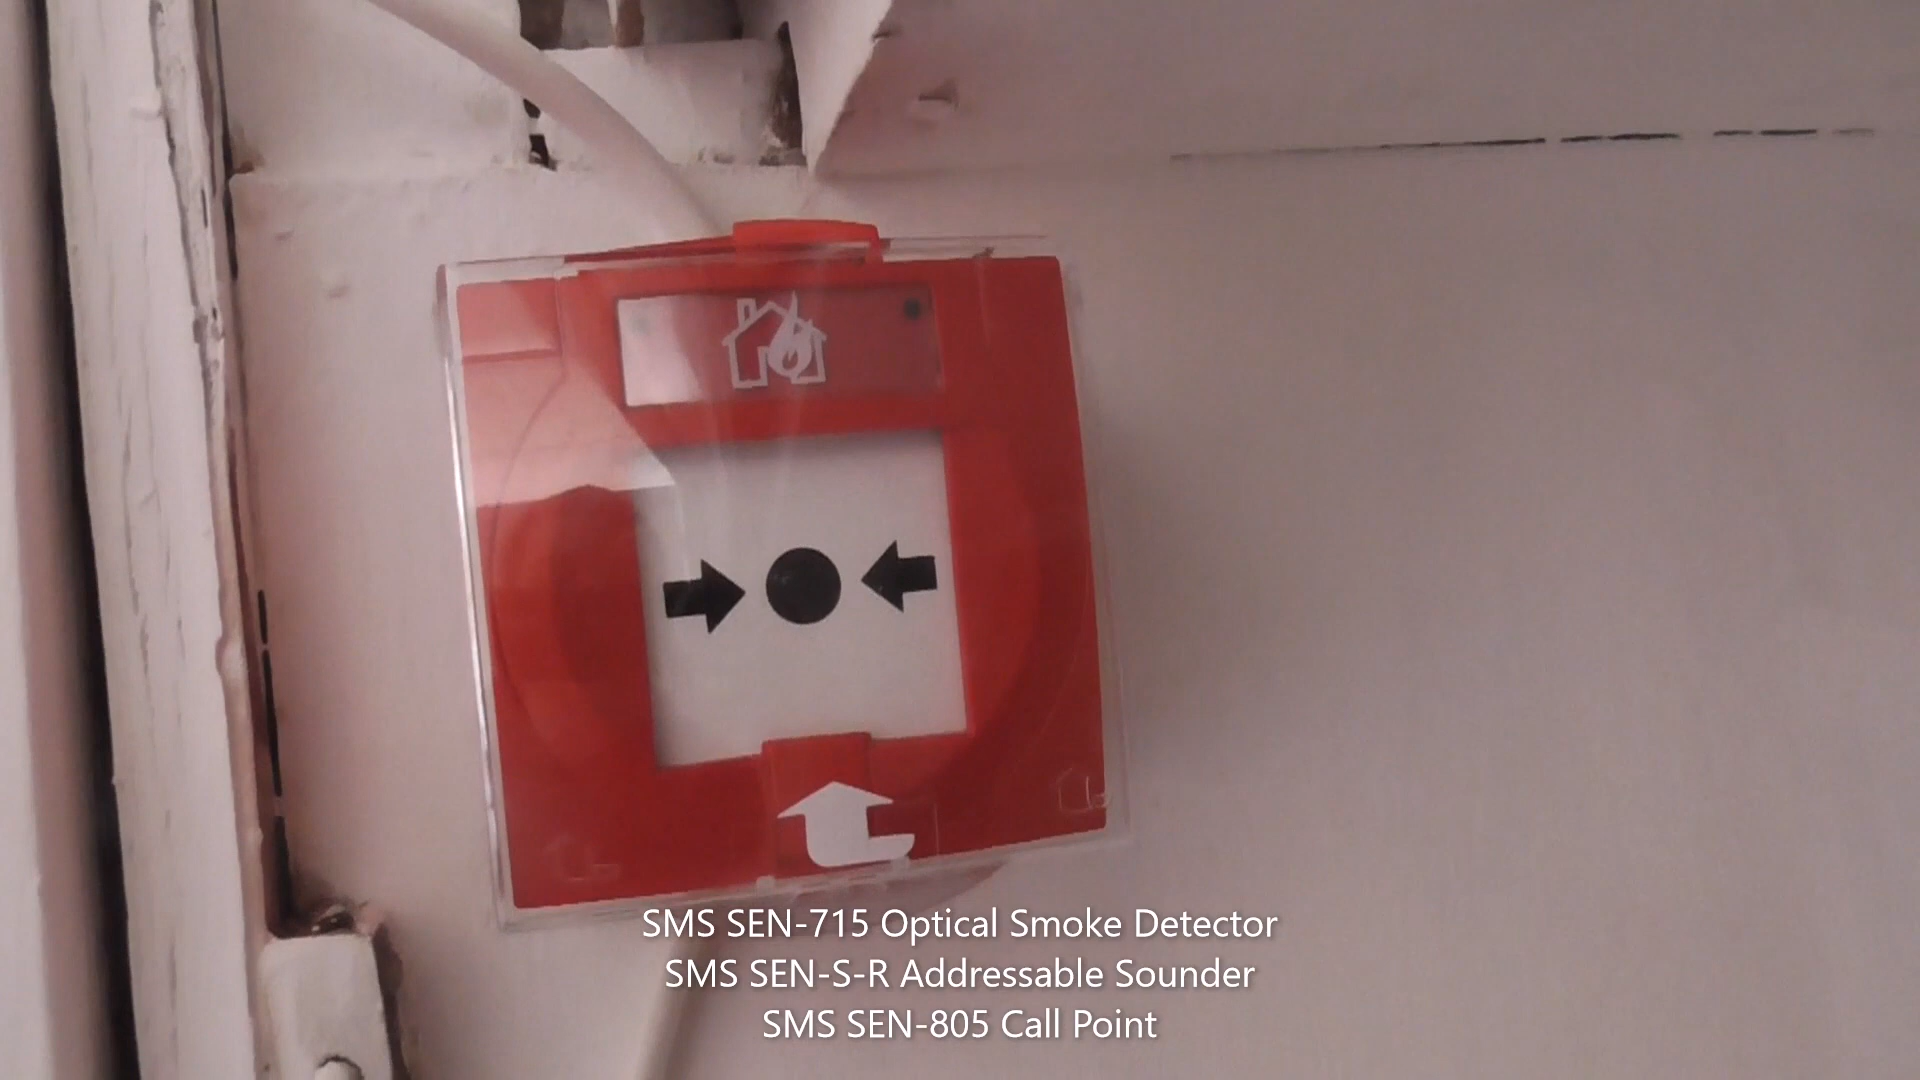 SMS SEN-715 Optical Smoke Detector
SMS SEN-S-R Addressable Sounder
SMS SEN-805 Call Point